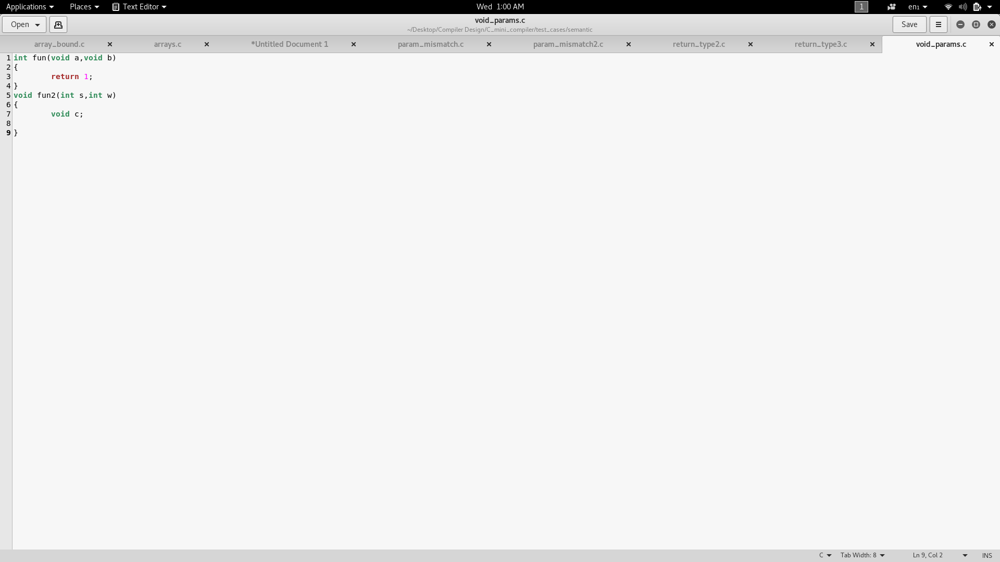 Applications Places Text Editor Wed 1:00 AM 1 en₁
Open void_params.c Save
~/Desktop/Compiler Design/C_mini_compiler/test_cases/semantic
array_bound.c arrays.c *Untitled Document 1 param_mismatch.c param_mismatch2.c return_type2.c return_type3.c void_params.c
1 int fun(void a,void b)
2 {
3         return 1;
4 }
5 void fun2(int s,int w)
6 {
7         void c;
8
9 }
C Tab Width: 8 Ln 9, Col 2 INS